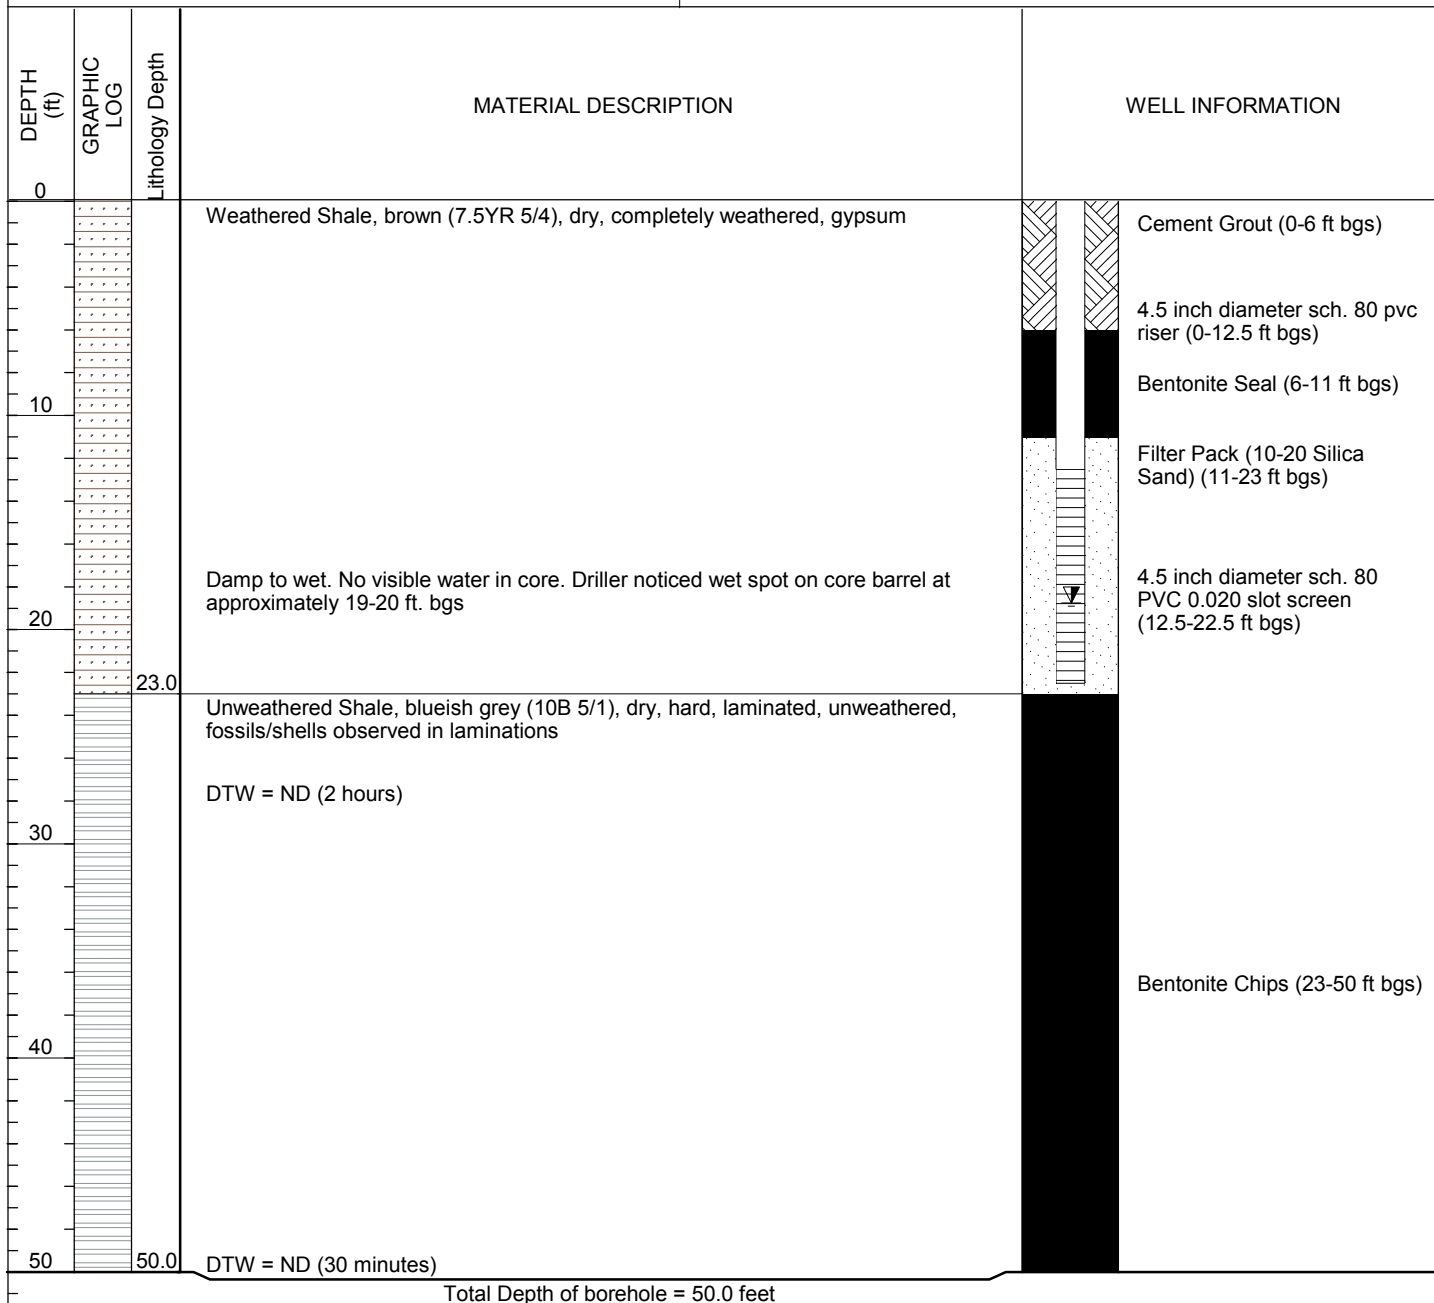 DEPTH
(ft)
GRAPHIC
LOG
Lithology Depth
MATERIAL DESCRIPTION
WELL INFORMATION
0
Weathered Shale, brown (7.5YR 5/4), dry, completely weathered, gypsum
Cement Grout (0-6 ft bgs)
4.5 inch diameter sch. 80 pvc
riser (0-12.5 ft bgs)
Bentonite Seal (6-11 ft bgs)
10
Filter Pack (10-20 Silica
Sand) (11-23 ft bgs)
Damp to wet. No visible water in core. Driller noticed wet spot on core barrel at
approximately 19-20 ft. bgs
4.5 inch diameter sch. 80
PVC 0.020 slot screen
(12.5-22.5 ft bgs)
20
23.0
Unweathered Shale, blueish grey (10B 5/1), dry, hard, laminated, unweathered,
fossils/shells observed in laminations
DTW = ND (2 hours)
30
Bentonite Chips (23-50 ft bgs)
40
50
50.0
DTW = ND (30 minutes)
Total Depth of borehole = 50.0 feet